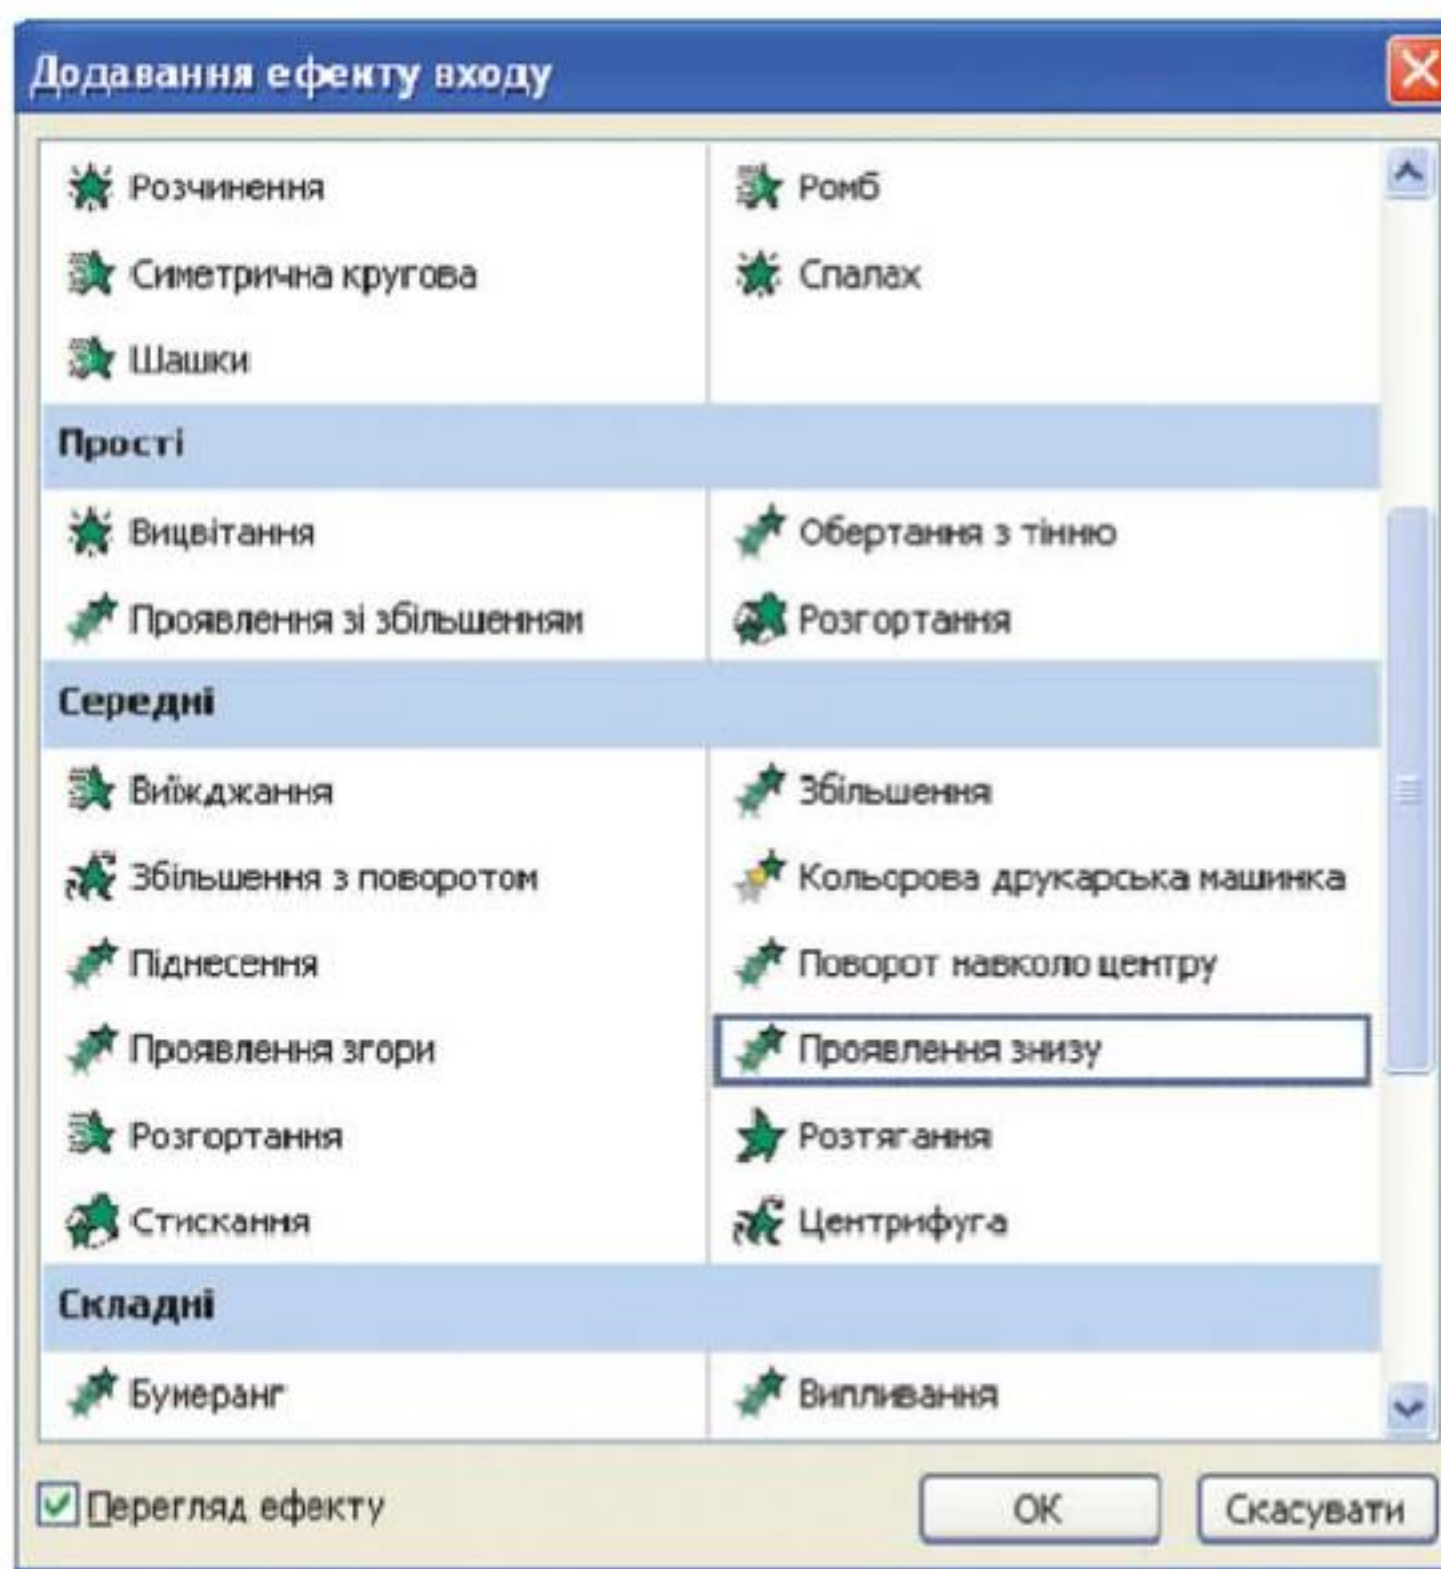 Додавання ефекту входу
Розчинення
Ромб
Симетрична кругова
Спалах
Шашки
Прості
Вицвітання
Обертання з тінню
Проявлення зі збільшенням
Розгортання
Середні
Виїжджання
Збільшення
Збільшення з поворотом
Кольорова друкарська машинка
Піднесення
Поворот навколо центру
Проявлення згори
Проявлення знизу
Розгортання
Розтягання
Стискання
Центрифуга
Складні
Бумеранг
Випливання
Перегляд ефекту
ОК
Скасувати